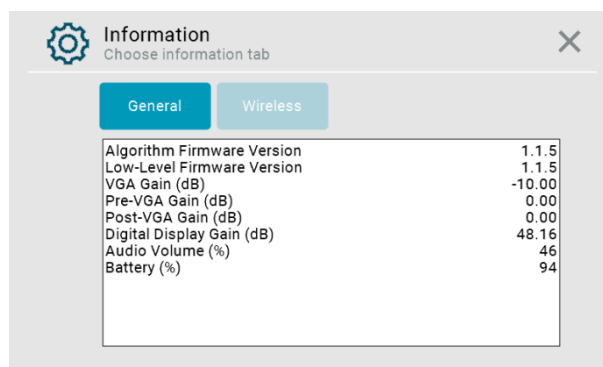 Information
Choose information tab
General Wireless
Algorithm Firmware Version 1.1.5
Low-Level Firmware Version 1.1.5
VGA Gain (dB) -10.00
Pre-VGA Gain (dB) 0.00
Post-VGA Gain (dB) 0.00
Digital Display Gain (dB) 48.16
Audio Volume (%) 46
Battery (%) 94